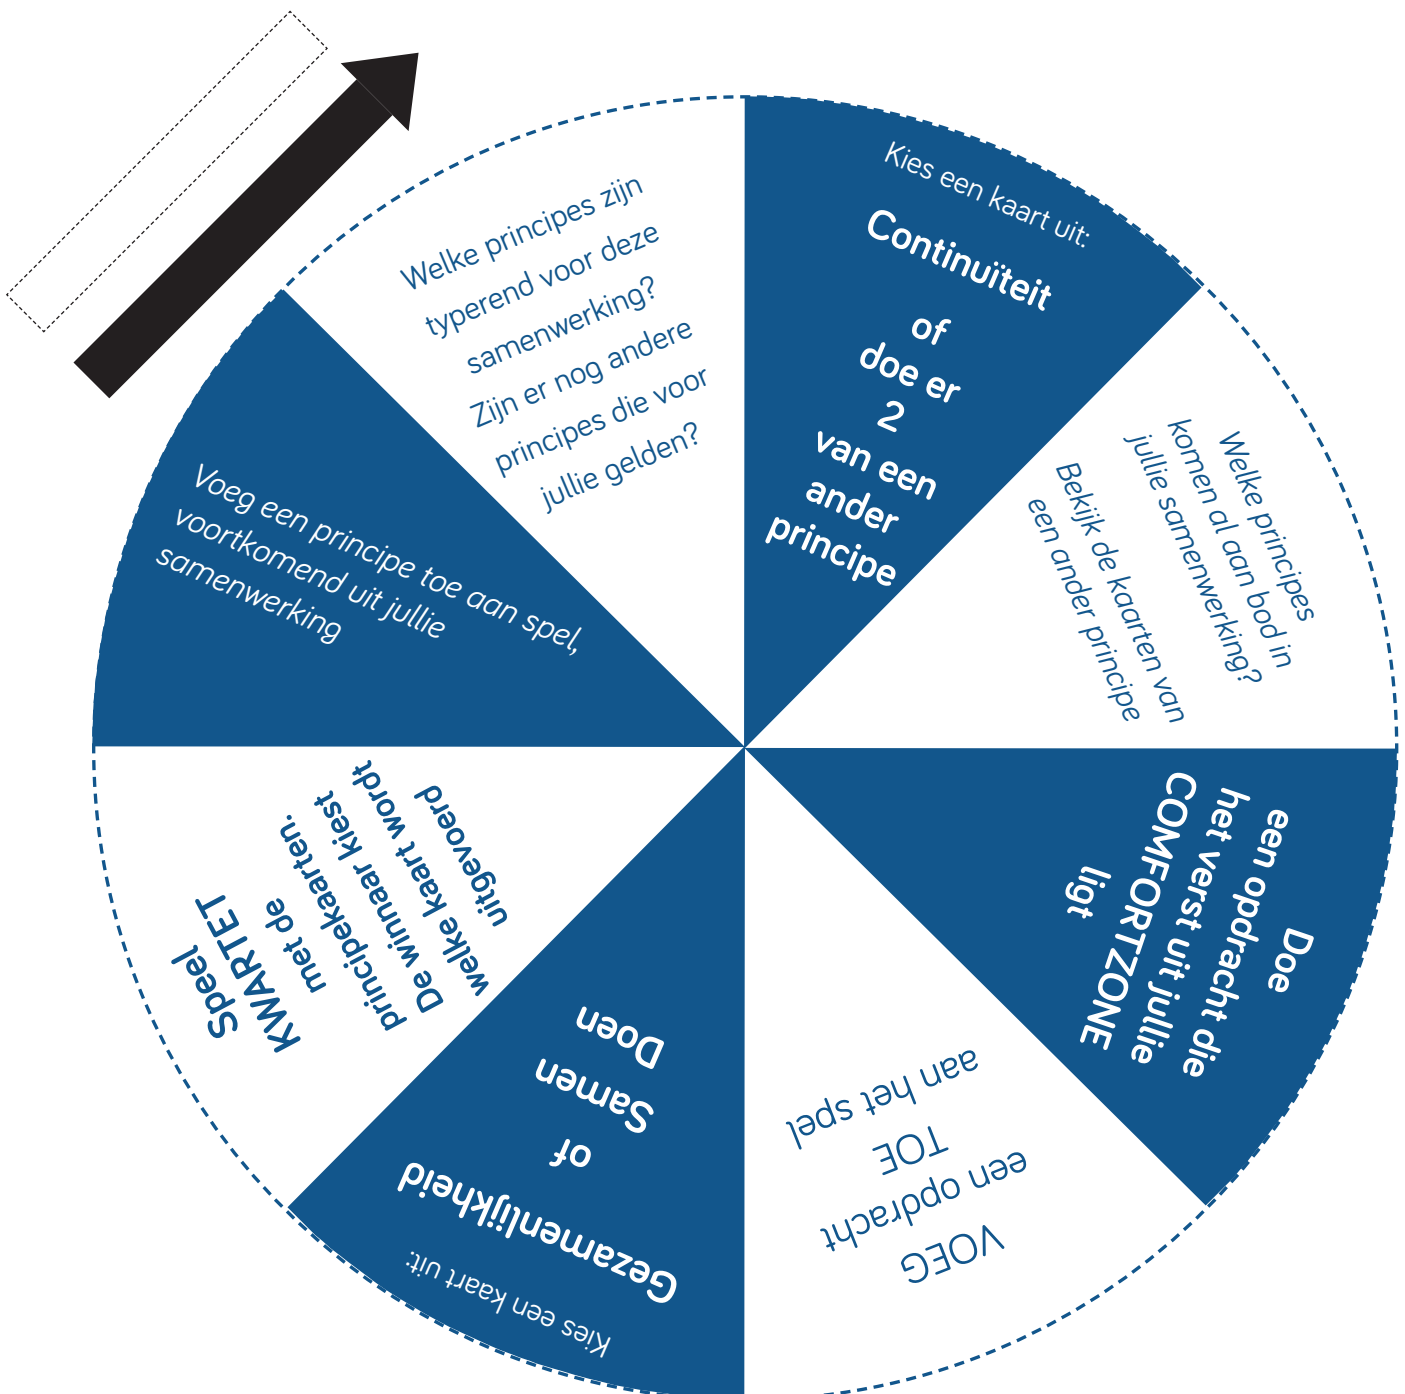 Kies een kaart uit:
Continuïteit
of
doe er
2
van een
ander
principe
Welke principes
komen al aan bod in
jullie samenwerking?
Bekijk de kaarten van
een ander principe
Doe
een opdracht die
het verst uit jullie
COMFORTZONE
ligt
VOEG
een opdracht
TOE
aan het spel
Kies een kaart uit:
Gezamenlijkheid
of
Samen
Doen
Speel
KWARTET
met de
principekaarten.
De winnaar kiest
welke kaart wordt
uitgevoerd
Voeg een principe toe aan spel,
voortkomend uit jullie
samenwerking
Welke principes zijn
typerend voor deze
samenwerking?
Zijn er nog andere
principes die voor
jullie gelden?